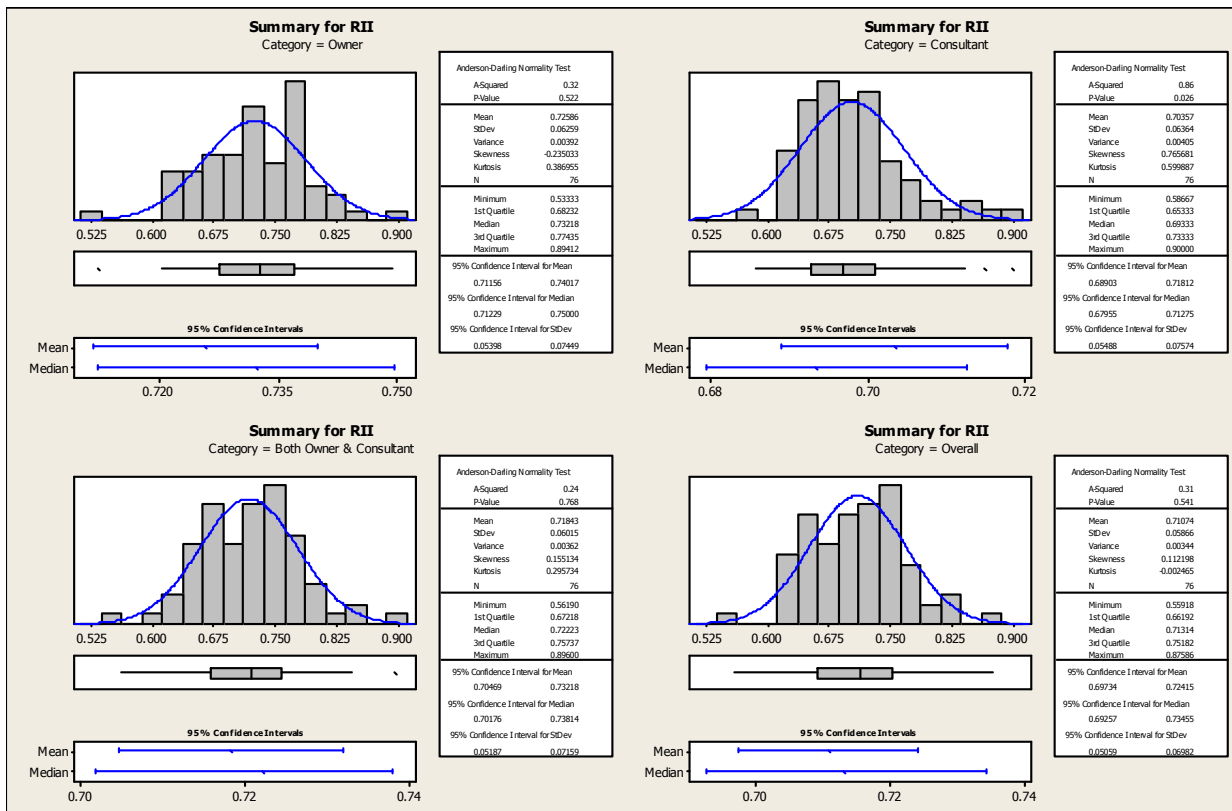 Summary for RII
Category = Owner
0.525 0.600 0.675 0.750 0.825 0.900
95% Confidence Intervals
Mean
Median
0.720 0.735 0.750
Anderson-Darling Normality Test
A-Squared 0.32
P-Value 0.522
Mean 0.72586
StDev 0.06259
Variance 0.00392
Skewness -0.235033
Kurtosis 0.386955
N 76
Minimum 0.53333
1st Quartile 0.68232
Median 0.73218
3rd Quartile 0.77435
Maximum 0.89412
95% Confidence Interval for Mean
0.71156 0.74017
95% Confidence Interval for Median
0.71229 0.75000
95% Confidence Interval for StDev
0.05398 0.07449
Summary for RII
Category = Consultant
0.525 0.600 0.675 0.750 0.825 0.900
95% Confidence Intervals
Mean
Median
0.68 0.70 0.72
Anderson-Darling Normality Test
A-Squared 0.86
P-Value 0.026
Mean 0.70357
StDev 0.06364
Variance 0.00405
Skewness 0.765681
Kurtosis 0.599887
N 76
Minimum 0.58667
1st Quartile 0.65333
Median 0.69333
3rd Quartile 0.73333
Maximum 0.90000
95% Confidence Interval for Mean
0.68903 0.71812
95% Confidence Interval for Median
0.67955 0.71275
95% Confidence Interval for StDev
0.05488 0.07574
Summary for RII
Category = Both Owner & Consultant
0.525 0.600 0.675 0.750 0.825 0.900
95% Confidence Intervals
Mean
Median
0.70 0.72 0.74
Anderson-Darling Normality Test
A-Squared 0.24
P-Value 0.768
Mean 0.71843
StDev 0.06015
Variance 0.00362
Skewness 0.155134
Kurtosis 0.295734
N 76
Minimum 0.56190
1st Quartile 0.67218
Median 0.72223
3rd Quartile 0.75737
Maximum 0.89600
95% Confidence Interval for Mean
0.70469 0.73218
95% Confidence Interval for Median
0.70176 0.73814
95% Confidence Interval for StDev
0.05187 0.07159
Summary for RII
Category = Overall
0.525 0.600 0.675 0.750 0.825 0.900
95% Confidence Intervals
Mean
Median
0.70 0.72 0.74
Anderson-Darling Normality Test
A-Squared 0.31
P-Value 0.541
Mean 0.71074
StDev 0.05866
Variance 0.00344
Skewness 0.112198
Kurtosis -0.002465
N 76
Minimum 0.55918
1st Quartile 0.66192
Median 0.71314
3rd Quartile 0.75182
Maximum 0.87586
95% Confidence Interval for Mean
0.69734 0.72415
95% Confidence Interval for Median
0.69257 0.73455
95% Confidence Interval for StDev
0.05059 0.06982